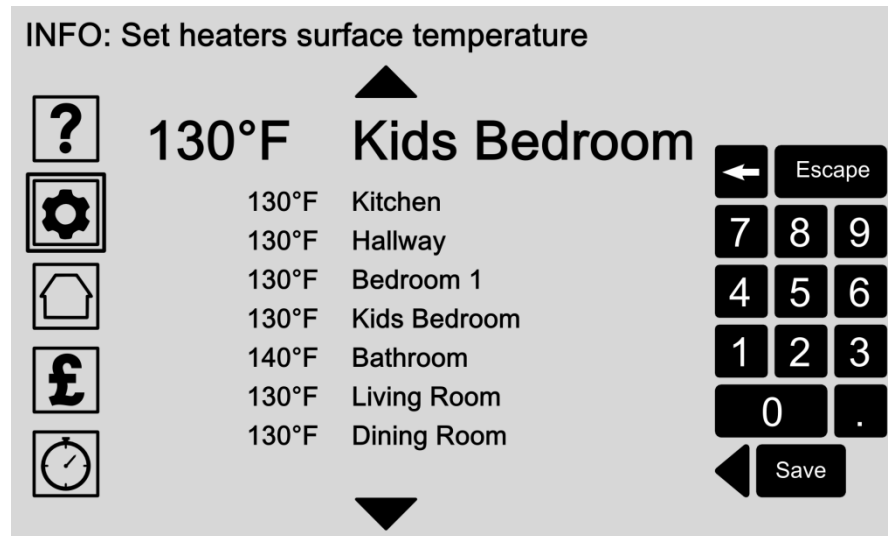 INFO: Set heaters surface temperature
?
130°F Kids Bedroom
130°F Kitchen
130°F Hallway
130°F Bedroom 1
130°F Kids Bedroom
140°F Bathroom
130°F Living Room
130°F Dining Room
£
Escape
7 8 9
4 5 6
1 2 3
0 .
Save